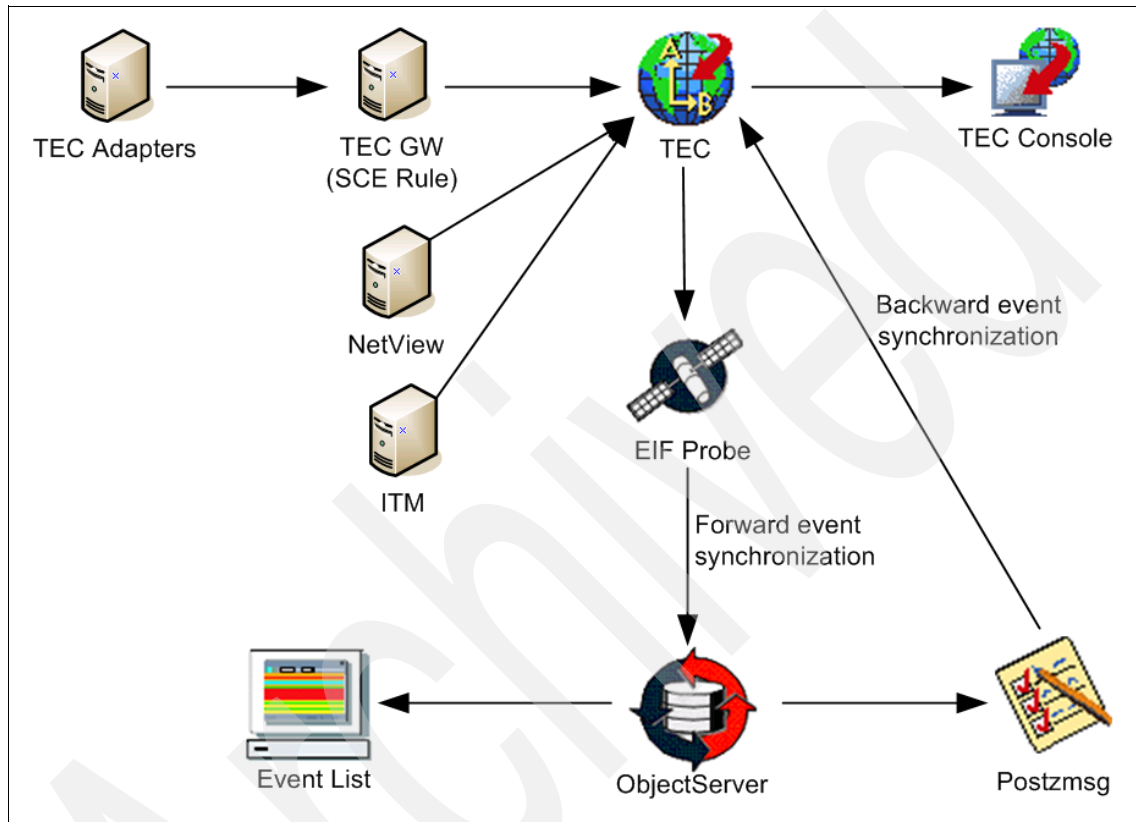 TEC Adapters
TEC GW
(SCE Rule)
TEC
TEC Console
NetView
ITM
EIF Probe
Backward event
synchronization
Forward event
synchronization
Event List
ObjectServer
Postzmsg
A
B
Archived